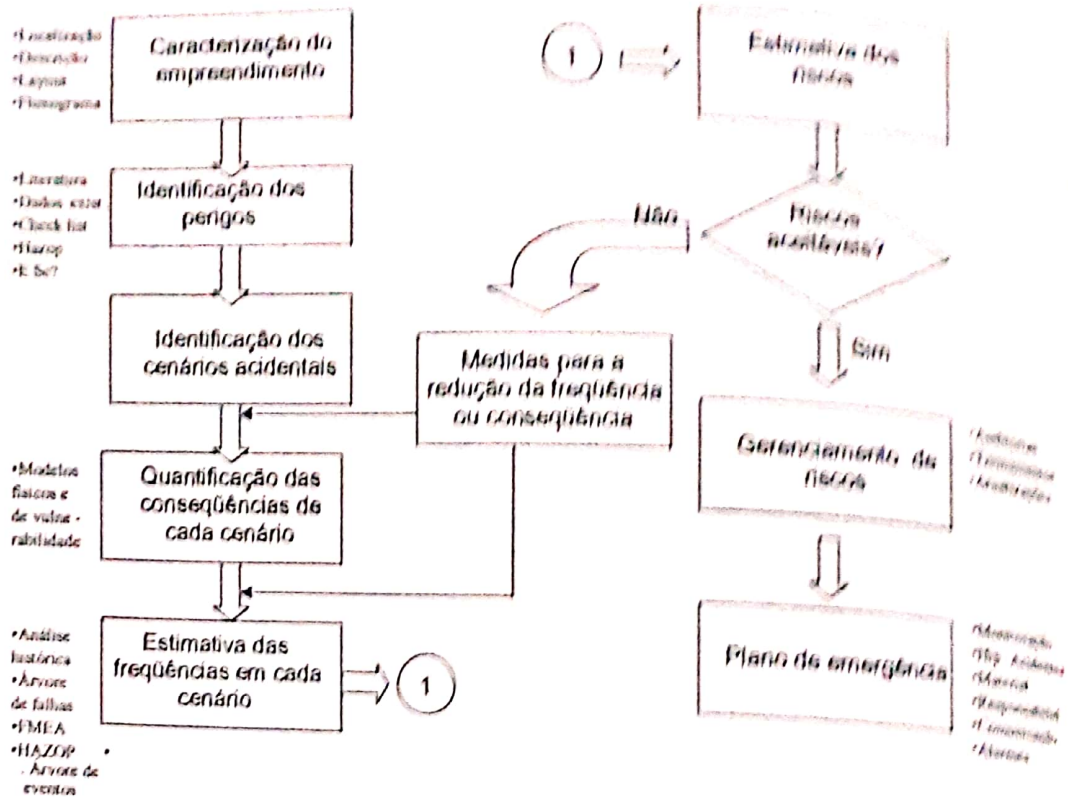 •Localização
•Descrição
•Layout
•Fluxograma
Caracterização do
empreendimento
•Literatura
•Dados
•Check list
•Hazop
•E Se?
Identificação dos
perigos
Identificação dos
cenários acidentais
•Modelos
físicos e
de vulne -
rabilidade
Quantificação das
conseqüências de
cada cenário
•Análise
histórica
•Árvore
de falhas
•FMEA
•HAZOP •
. Árvore de
eventos
Estimativa das
freqüências em cada
cenário
1
Medidas para a
redução da freqüência
ou conseqüência
1
Estimativa dos
riscos
Riscos
aceitáveis?
Não
Sim
Gerenciamento de
riscos
Plano de emergência